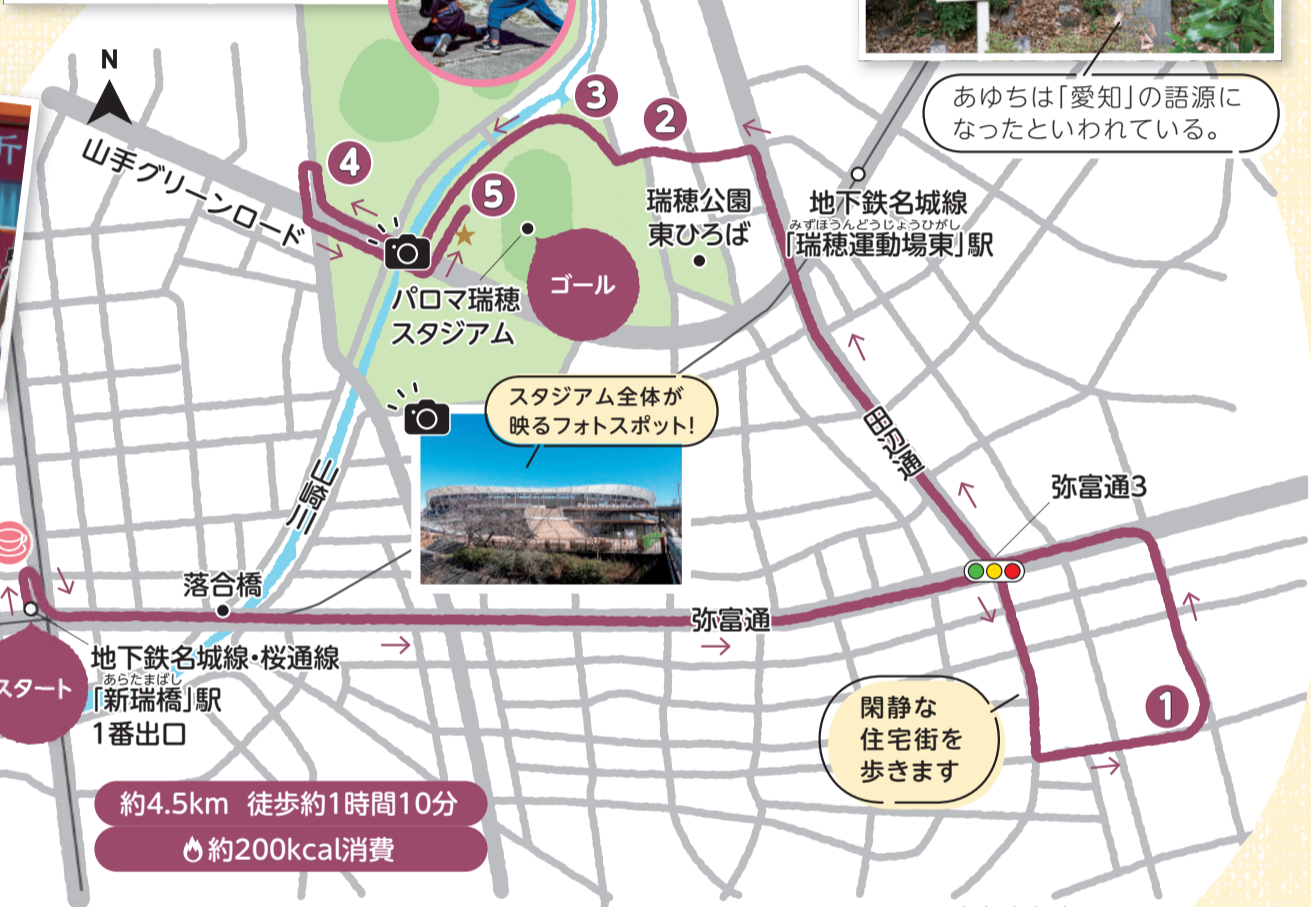 N
山手グリーンロード
折
4
3
2
5
あゆちは「愛知」の語源に
なったといわれている。
瑞穂公園
東ひろば
地下鉄名城線
みずほうんどうじょうひがし
「瑞穂運動場東」駅
ゴール
パロマ瑞穂
スタジアム
スタジアム全体が
映るフォトスポット!
田辺通
弥富通3
山崎川
落合橋
弥富通
スタート
地下鉄名城線・桜通線
あらたまばし
「新瑞橋」駅
1番出口
閑静な
住宅街を
歩きます
1
約4.5km 徒歩約1時間10分
約200kcal消費